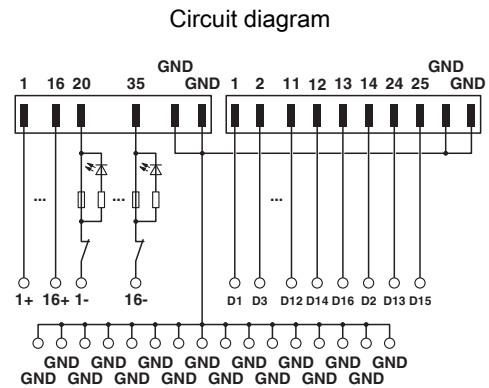 Circuit diagram
GND GND
1 16 20 35 GND 1 2 11 12 13 14 24 25 GND
... ... ...
1+ 16+ 1- 16- D1 D3 D12 D14 D16 D2 D13 D15
GND GND GND GND GND GND GND GND
GND GND GND GND GND GND GND